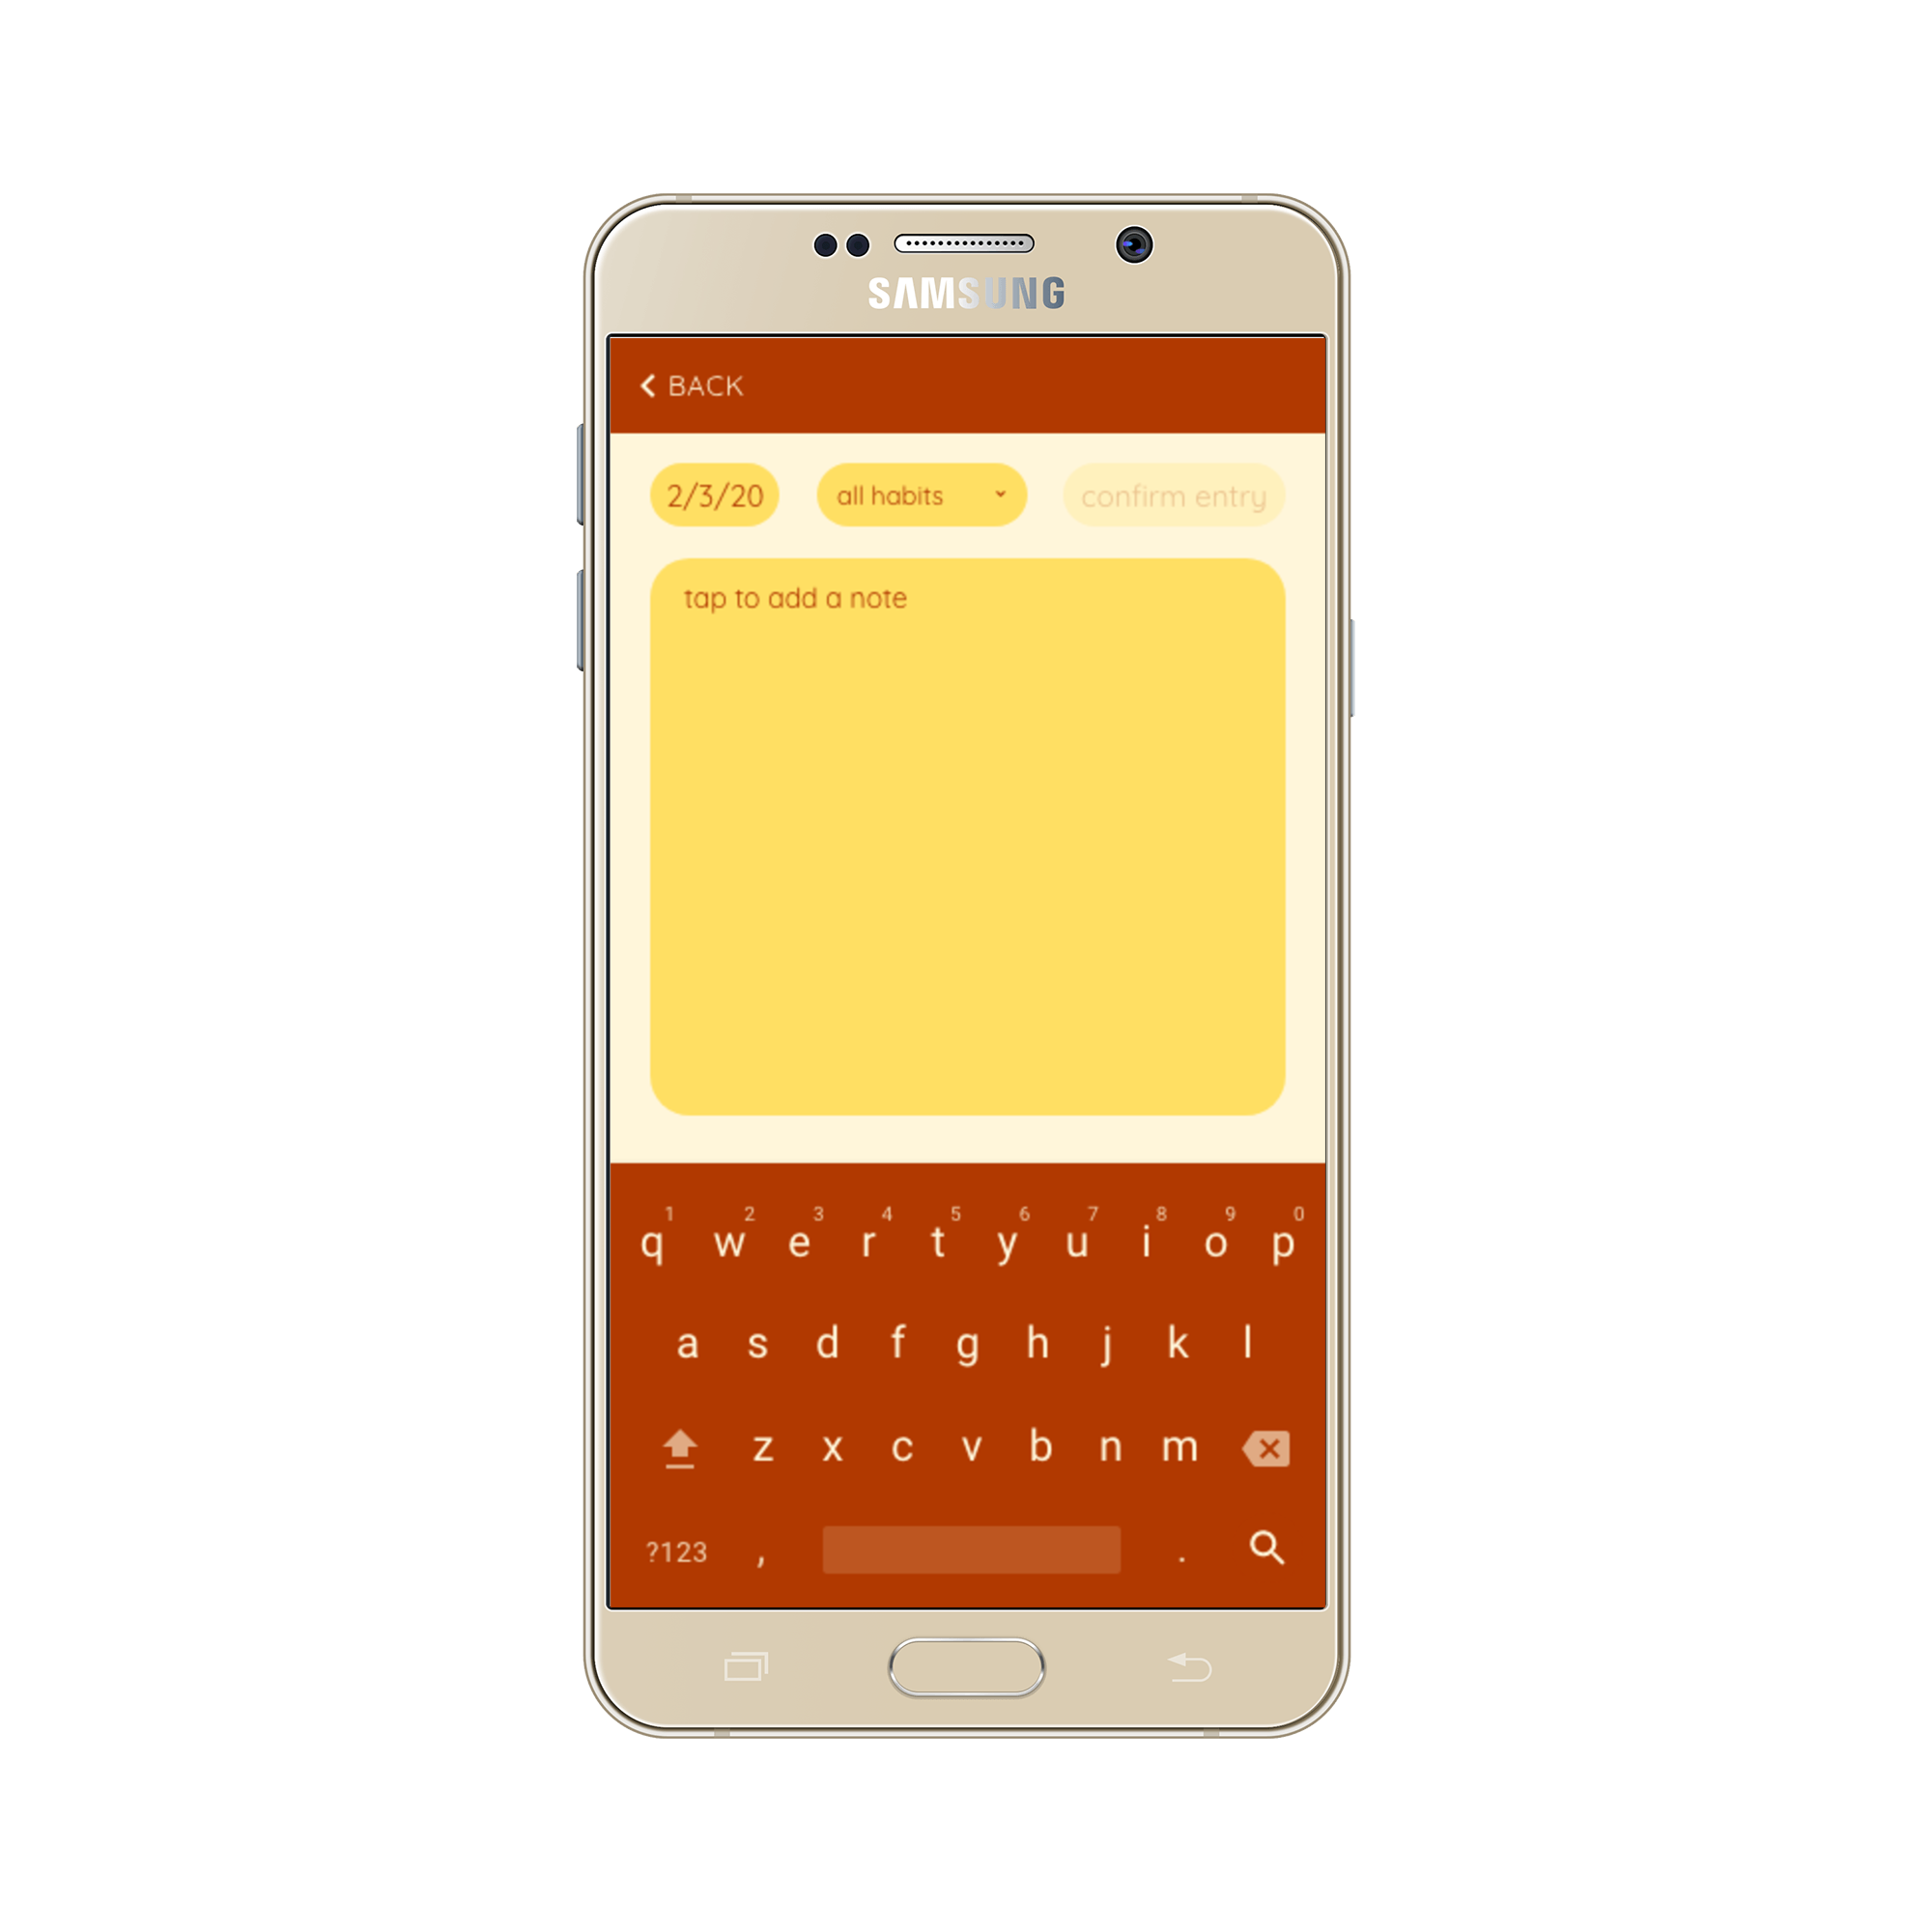 SAMSUNG
BACK
2/3/20 all habits confirm entry
tap to add a note
1 2 3 4 5 6 7 8 9 0
q w e r t y u i o p
a s d f g h j k l
z x c v b n m
?123 , .